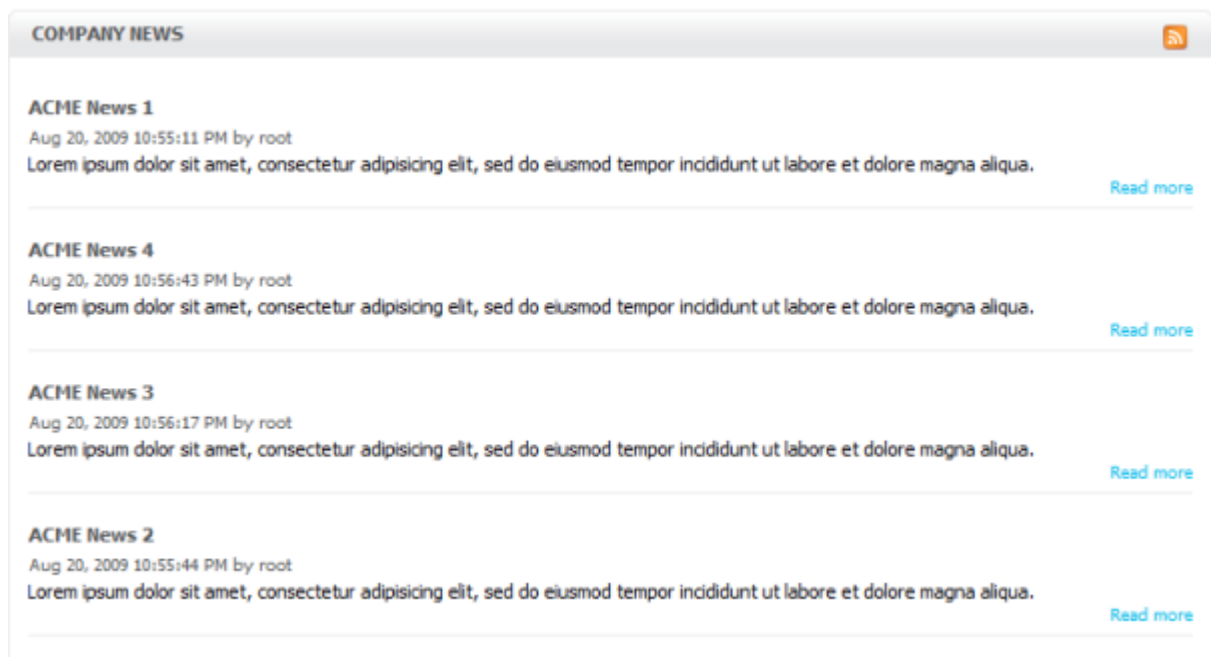 COMPANY NEWS
ACME News 1
Aug 20, 2009 10:55:11 PM by root
Lorem ipsum dolor sit amet, consectetur adipisicing elit, sed do eiusmod tempor incididunt ut labore et dolore magna aliqua.
Read more
ACME News 4
Aug 20, 2009 10:56:43 PM by root
Lorem ipsum dolor sit amet, consectetur adipisicing elit, sed do eiusmod tempor incididunt ut labore et dolore magna aliqua.
Read more
ACME News 3
Aug 20, 2009 10:56:17 PM by root
Lorem ipsum dolor sit amet, consectetur adipisicing elit, sed do eiusmod tempor incididunt ut labore et dolore magna aliqua.
Read more
ACME News 2
Aug 20, 2009 10:55:44 PM by root
Lorem ipsum dolor sit amet, consectetur adipisicing elit, sed do eiusmod tempor incididunt ut labore et dolore magna aliqua.
Read more